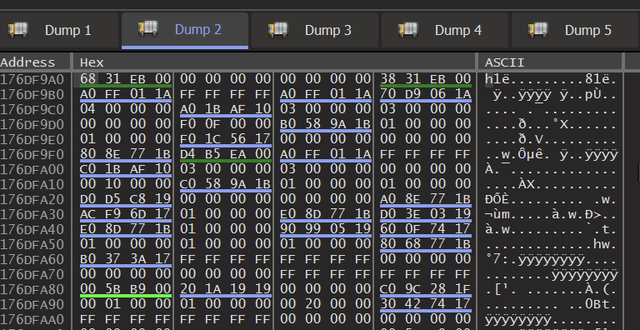 Dump 1 Dump 2 Dump 3 Dump 4 Dump 5
Address Hex ASCII
176DF9A0 68 31 EB 00 00 00 00 00 00 00 00 00 38 31 EB 00 h1ë.........81ë.
176DF9B0 A0 FF 01 1A FF FF FF FF A0 FF 01 1A 70 D9 06 1A ÿ..ÿÿÿÿ ÿ..pÙ..
176DF9C0 04 00 00 00 A0 1B AF 10 03 00 00 00 03 00 00 00
176DF9D0 00 00 00 00 F0 0F 00 00 B0 58 9A 1B 00 00 00 00 ....ð...°X......
176DF9E0 01 00 00 00 F0 1C 56 17 00 00 00 00 00 00 00 00 ....ð.V.........
176DF9F0 80 8E 77 1B D4 B5 EA 00 A0 FF 01 1A FF FF FF FF ..w.Ôµê. ÿ..ÿÿÿÿ
176DFA00 C0 1B AF 10 03 00 00 00 03 00 00 00 00 00 00 00
176DFA10 00 10 00 00 C0 58 9A 1B 01 00 00 00 01 00 00 00 ....ÀX..........
176DFA20 D0 D5 C8 19 00 00 00 00 00 00 00 00 A0 8E 77 1B ÐÕÈ......... .w.
176DFA30 AC F9 6D 17 01 00 00 00 E0 8D 77 1B D0 3E 03 19 ¬ùm.....à.w.Ð>..
176DFA40 E0 8D 77 1B 00 00 00 00 90 99 05 19 60 0F 74 17 à.w.........`.t.
176DFA50 01 00 00 00 01 00 00 00 01 00 00 00 80 68 77 1B .............hw.
176DFA60 B0 37 3A 17 FF FF FF FF FF FF FF FF 00 00 00 00 °7:.ÿÿÿÿÿÿÿÿ....
176DFA70 00 00 00 00 00 00 00 00 FF FF FF FF FF FF FF FF ........ÿÿÿÿÿÿÿÿ
176DFA80 00 5B B9 00 20 1A 19 19 00 00 00 00 C0 9C 28 1F .[¹. .......À.(.
176DFA90 00 00 00 00 01 00 00 00 00 20 00 00 30 42 74 17 ......... ..0Bt.
176DFAA0 FF FF FF FF FF FF FF FF 00 00 00 00 00 00 00 00 ÿÿÿÿÿÿÿÿ........